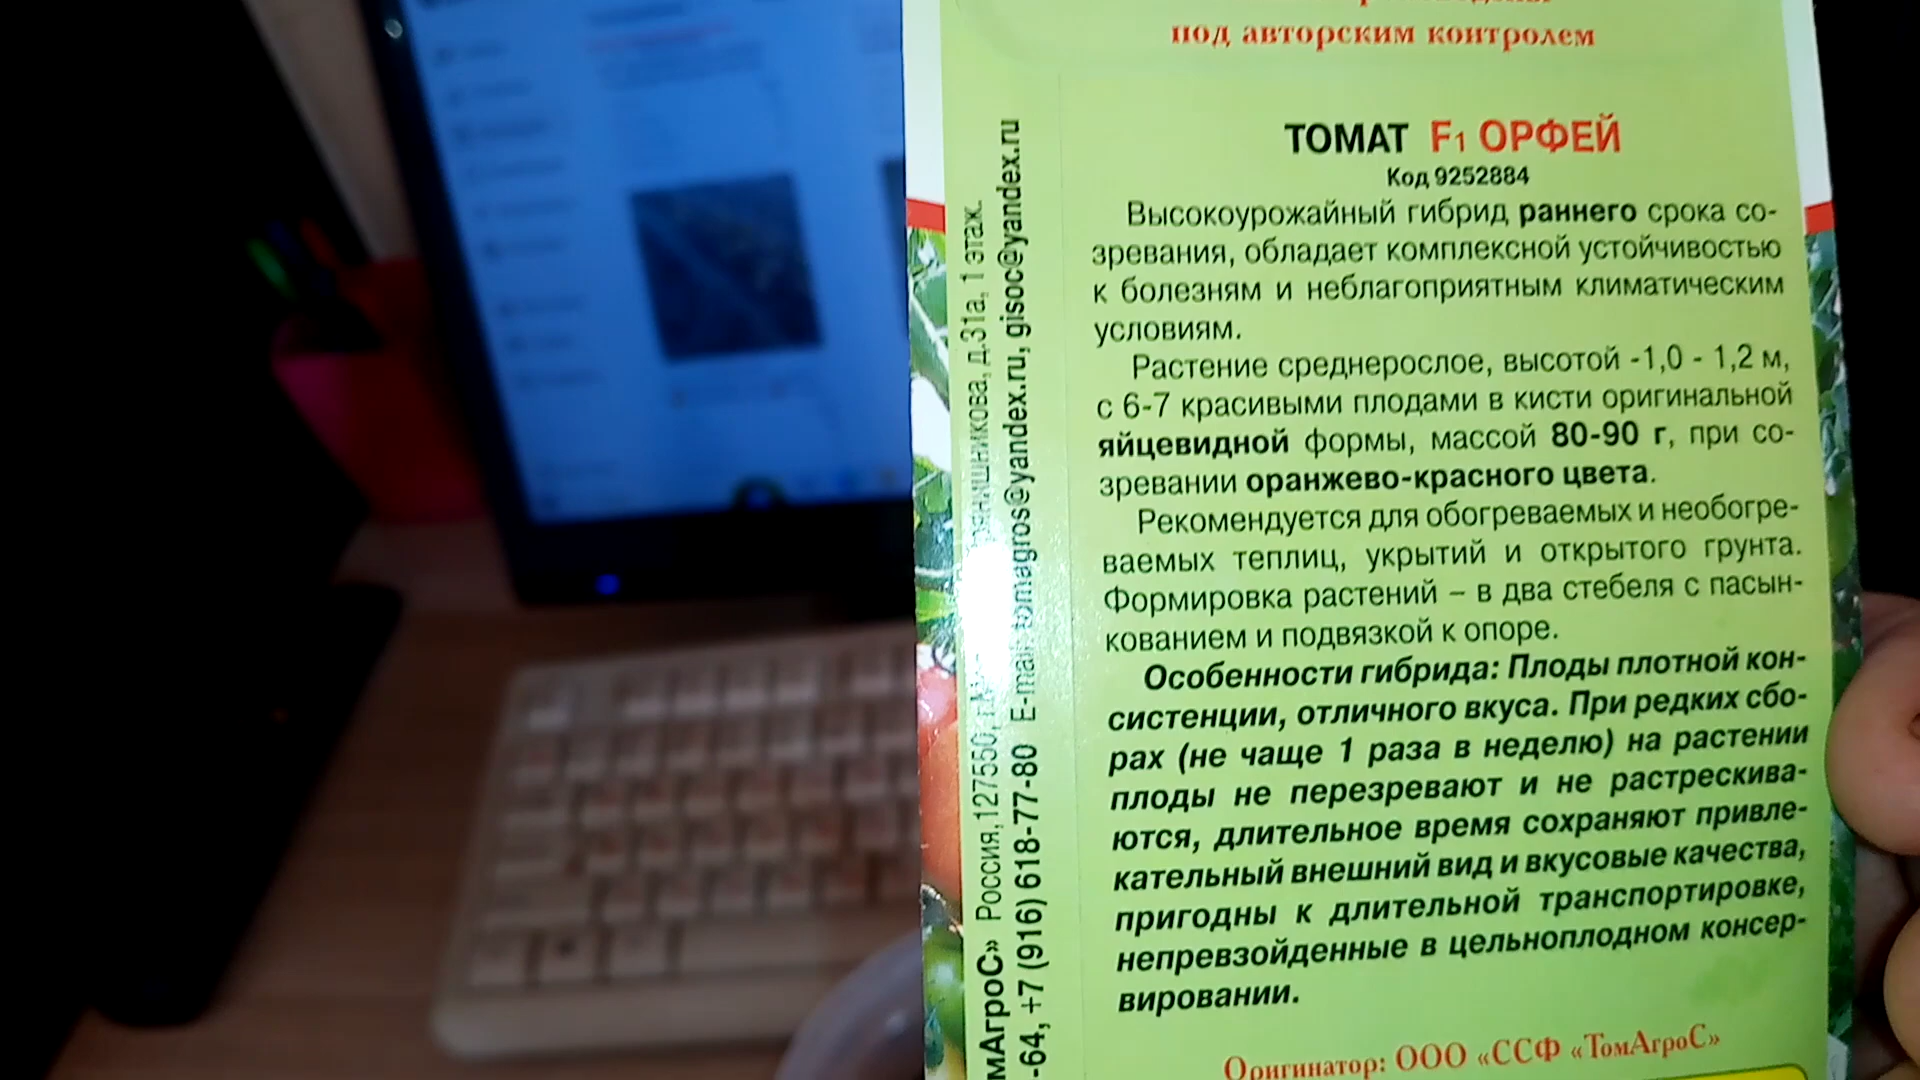 под авторским контролем
ТОМАТ F1 ОРФЕЙ
Код 9252884
Высокоурожайный гибрид раннего срока со-
зревания, обладает комплексной устойчивостью
к болезням и неблагоприятным климатическим
условиям.
Растение среднерослое, высотой -1,0 - 1,2 м,
с 6-7 красивыми плодами в кисти оригинальной
яйцевидной формы, массой 80-90 г, при со-
зревании оранжево-красного цвета.
Рекомендуется для обогреваемых и необогре-
ваемых теплиц, укрытий и открытого грунта.
Формировка растений – в два стебеля с пасын-
кованием и подвязкой к опоре.
Особенности гибрида: Плоды плотной кон-
систенции, отличного вкуса. При редких сбо-
рах (не чаще 1 раза в неделю) на растении
плоды не перезревают и не растрескива-
ются, длительное время сохраняют привле-
кательный внешний вид и вкусовые качества,
пригодны к длительной транспортировке,
непревзойденные в цельноплодном консер-
вировании.
Оригинатор: ООО «ССФ «ТомАгроС»
мАгроС» Россия,127550, д.31а, 1 этаж.
-64, +7 (916) 618-77-80 E-mail: tomagros@yandex.ru, gisoc@yandex.ru